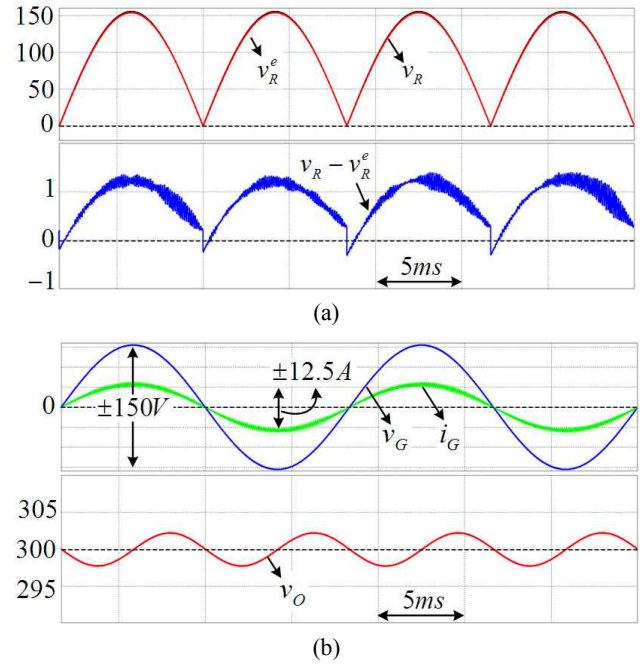 150
100
50
0
v_R^e
v_R
1
0
−1
v_R − v_R^e
5ms
(a)
0
±150V
±12.5A
v_G
i_G
305
300
295
v_O
5ms
(b)